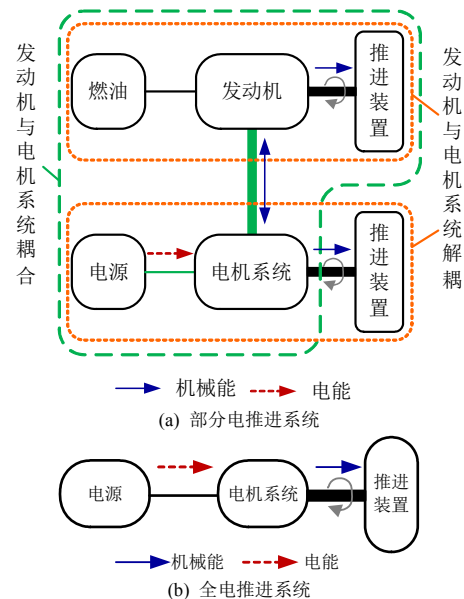 发动机与电机系统耦合
燃油
发动机
推进装置
发动机与电机系统解耦
电源
电机系统
推进装置
机械能
电能
(a) 部分电推进系统
电源
电机系统
推进
装置
机械能
电能
(b) 全电推进系统